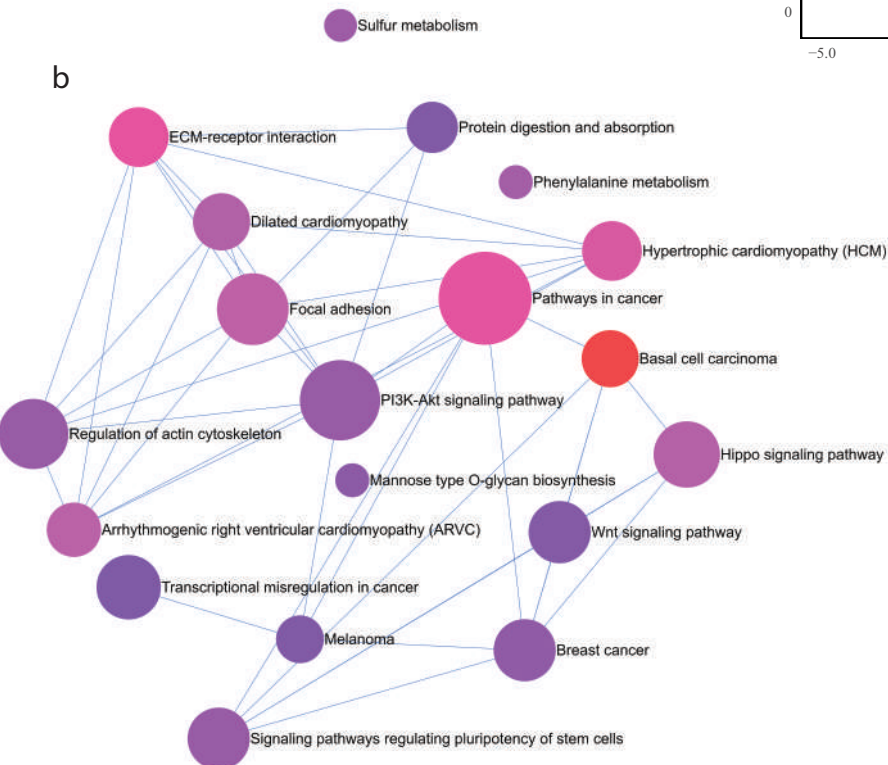 0
Sulfur metabolism
−5.0
b
Protein digestion and absorption
ECM-receptor interaction
Phenylalanine metabolism
Dilated cardiomyopathy
Hypertrophic cardiomyopathy (HCM)
Pathways in cancer
Focal adhesion
Basal cell carcinoma
PI3K-Akt signaling pathway
Regulation of actin cytoskeleton
Hippo signaling pathway
Mannose type O-glycan biosynthesis
Arrhythmogenic right ventricular cardiomyopathy (ARVC)
Wnt signaling pathway
Transcriptional misregulation in cancer
Melanoma
Breast cancer
Signaling pathways regulating pluripotency of stem cells